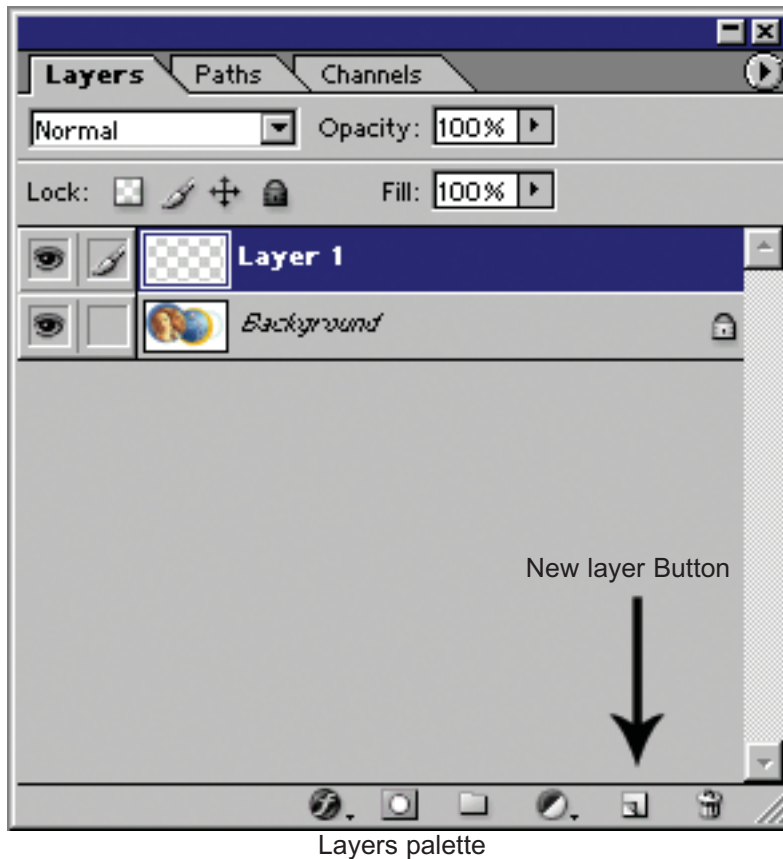 Layers Paths Channels
Normal Opacity: 100%
Lock: Fill: 100%
Layer 1
Background
New layer Button
Layers palette